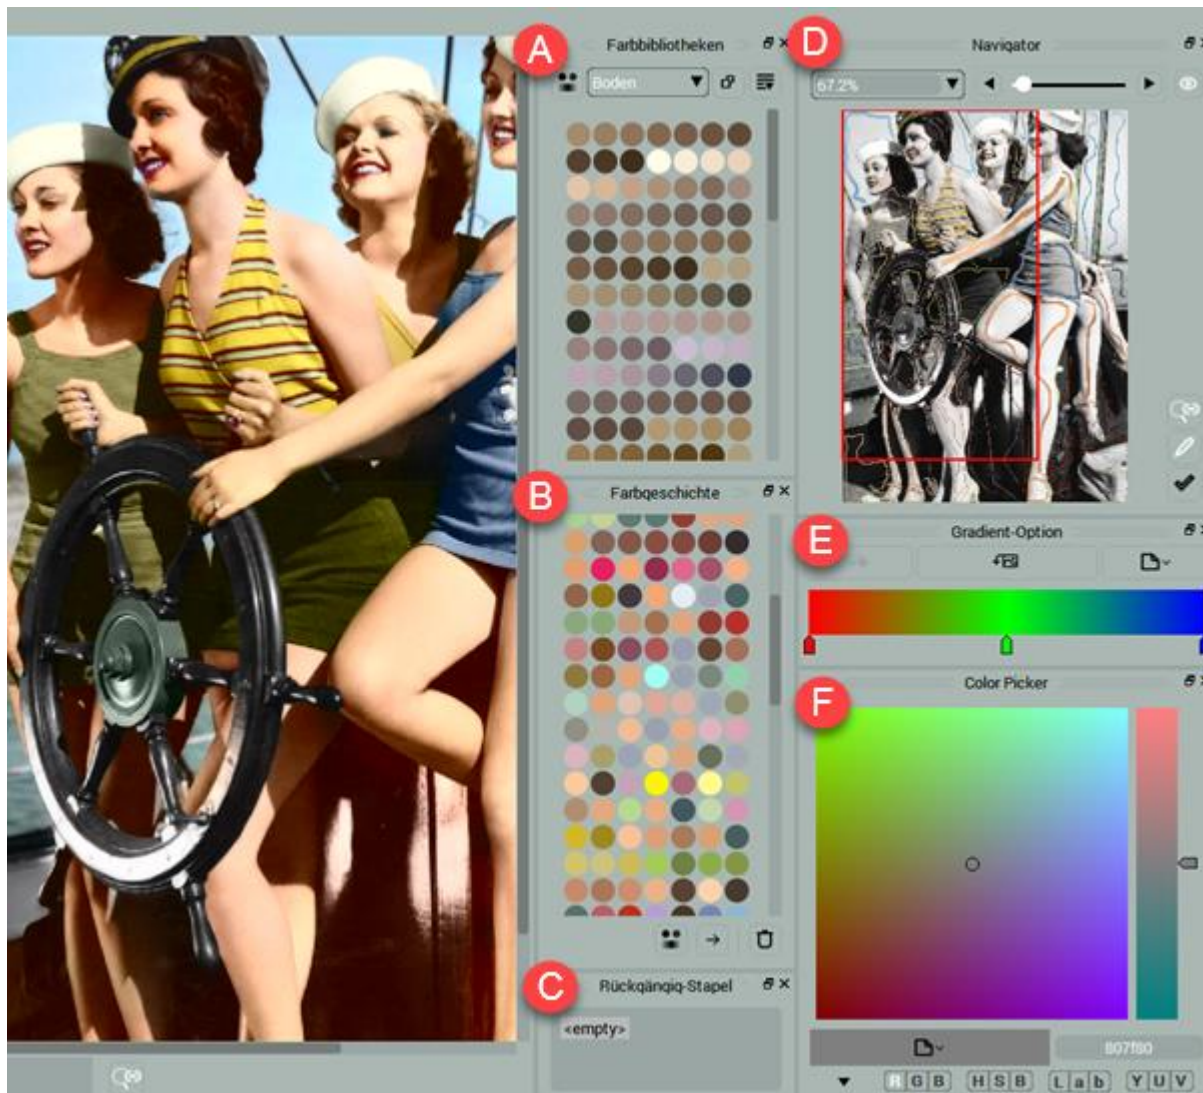 A
Farbbibliotheken
Boden
B
Farbgeschichte
C
Rückgängig-Stapel
<empty>
D
Navigator
67.2%
E
Gradient-Option
F
Color Picker
807f80
R G B H S B L a b Y U V